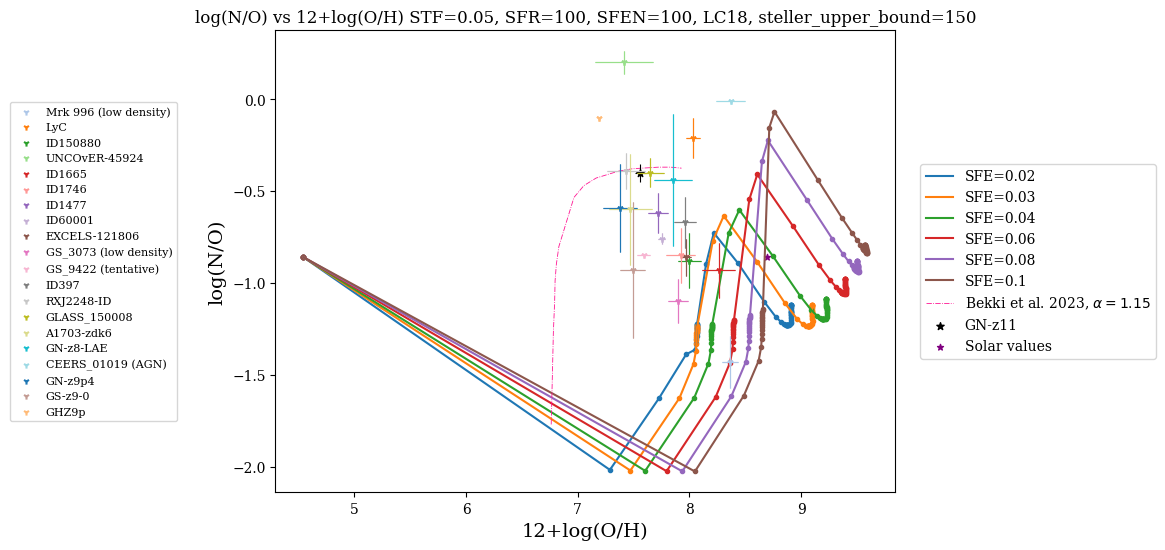 log(N/O) vs 12+log(O/H) STF=0.05, SFR=100, SFEN=100, LC18, steller_upper_bound=150
Mrk 996 (low density)
LyC
ID150880
UNCOvER-45924
ID1665
ID1746
ID1477
ID60001
EXCELS-121806
GS_3073 (low density)
GS_9422 (tentative)
ID397
RXJ2248-ID
GLASS_150008
A1703-zdk6
GN-z8-LAE
CEERS_01019 (AGN)
GN-z9p4
GS-z9-0
GHZ9p
log(N/O)
0.0
−0.5
−1.0
−1.5
−2.0
5
6
7
8
9
12+log(O/H)
SFE=0.02
SFE=0.03
SFE=0.04
SFE=0.06
SFE=0.08
SFE=0.1
Bekki et al. 2023, α = 1.15
GN-z11
Solar values